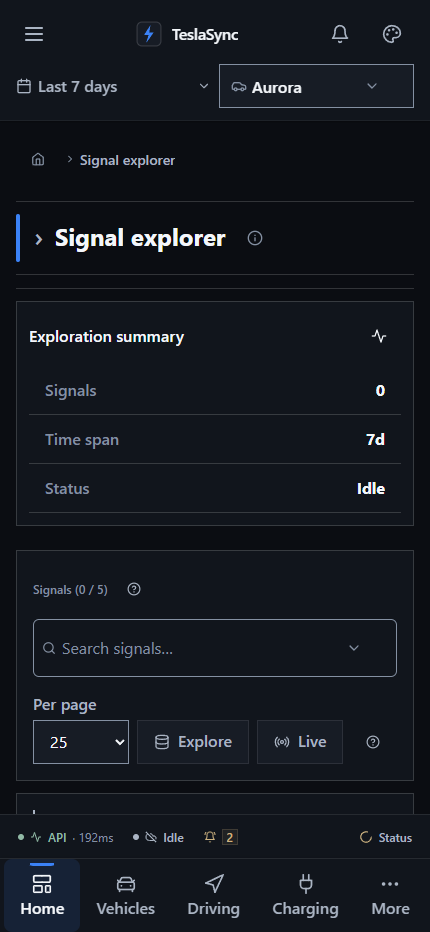 TeslaSync
Last 7 days
Aurora
Signal explorer
Signal explorer
Exploration summary
Signals 0
Time span 7d
Status Idle
Signals (0 / 5)
Search signals...
Per page
25 Explore Live
API · 192ms Idle 2 Status
Home Vehicles Driving Charging More